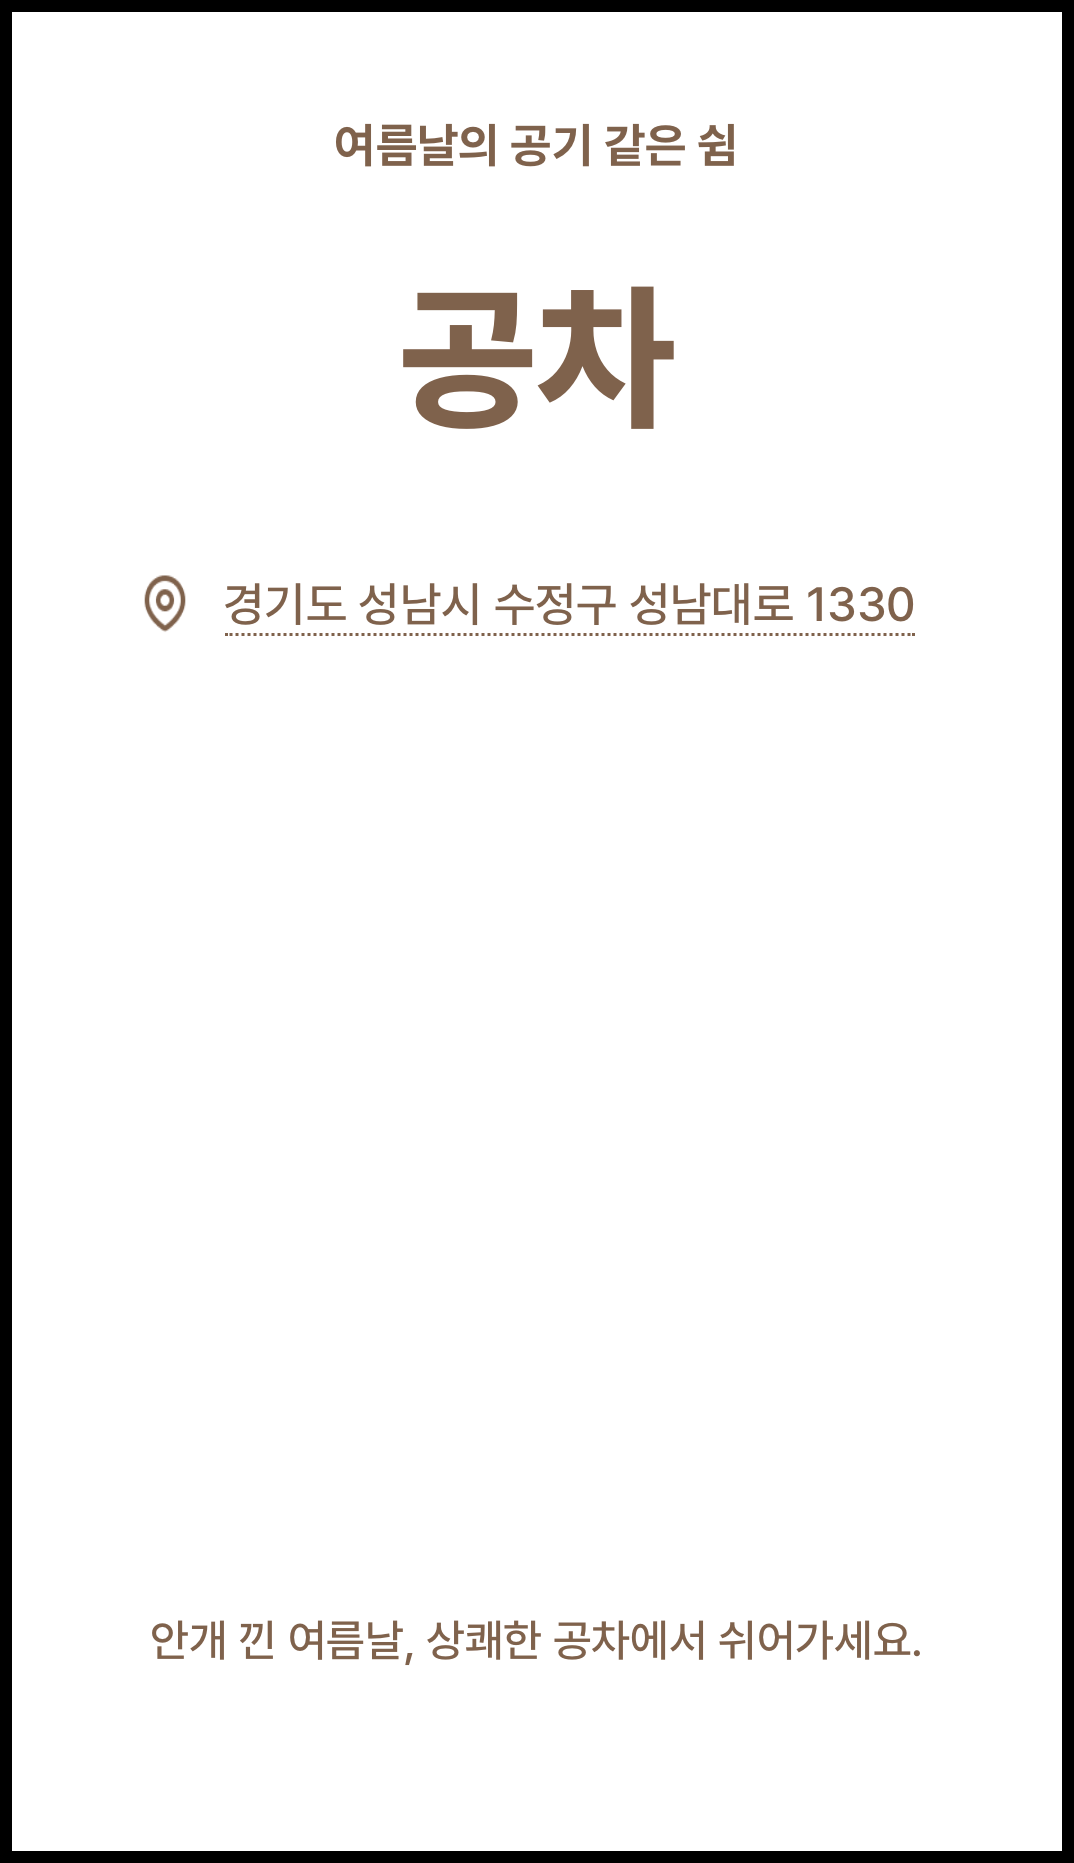 여름날의 공기 같은 쉼
공차
경기도 성남시 수정구 성남대로 1330
안개 낀 여름날, 상쾌한 공차에서 쉬어가세요.